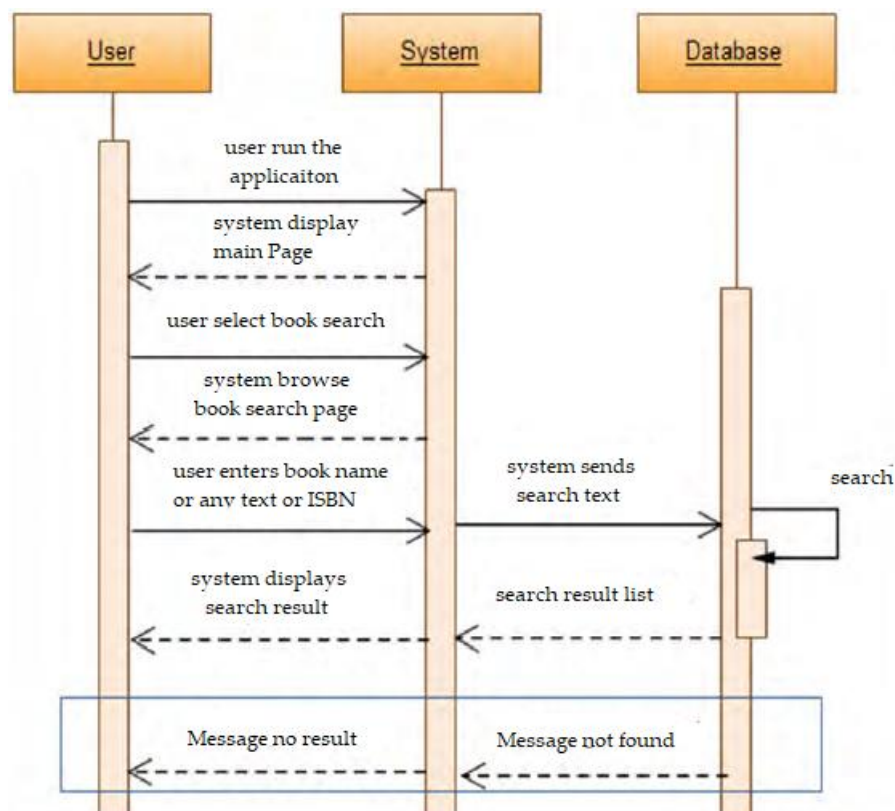 User
System
Database
user run the
applicaiton
system display
main Page
user select book search
system browse
book search page
user enters book name
or any text or ISBN
system sends
search text
search
system displays
search result
search result list
Message no result
Message not found